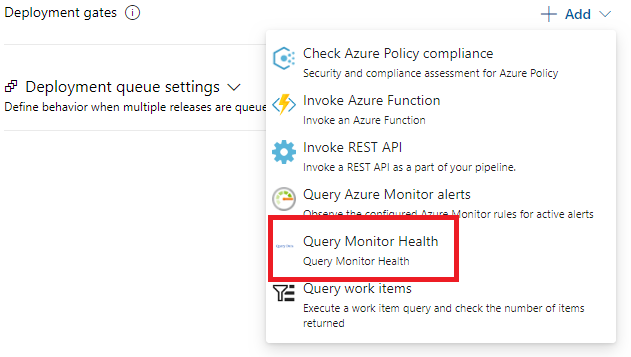 Deployment gates
Add
Check Azure Policy compliance
Security and compliance assessment for Azure Policy
Deployment queue settings
Define behavior when multiple releases are queue
Invoke Azure Function
Invoke an Azure Function
Invoke REST API
Invoke a REST API as a part of your pipeline.
Query Azure Monitor alerts
Observe the configured Azure Monitor rules for active alerts
Query Monitor Health
Query Monitor Health
Query work items
Execute a work item query and check the number of items
returned